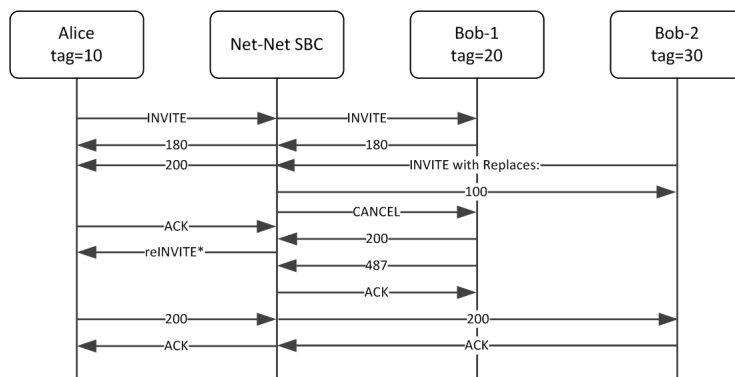 Alice
tag=10
Net-Net SBC
Bob-1
tag=20
Bob-2
tag=30
INVITE
INVITE
180
180
200
INVITE with Replaces:
100
CANCEL
ACK
200
reINVITE*
487
ACK
200
200
ACK
ACK